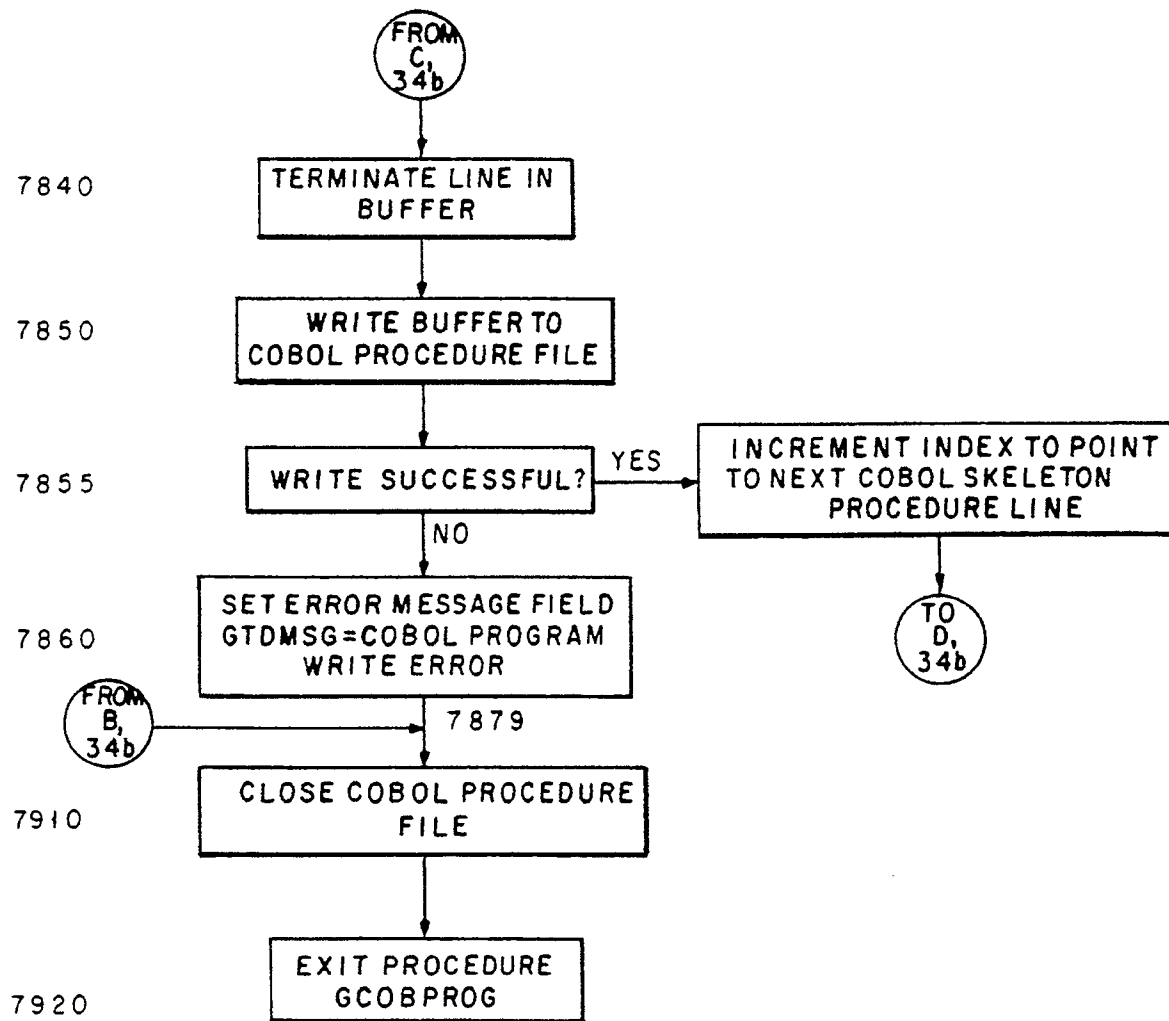 FROM
C,
34b
7840
TERMINATE LINE IN
BUFFER
7850
WRITE BUFFER TO
COBOL PROCEDURE FILE
7855
WRITE SUCCESSFUL?
YES
INCREMENT INDEX TO POINT
TO NEXT COBOL SKELETON
PROCEDURE LINE
NO
TO
D,
34b
7860
SET ERROR MESSAGE FIELD
GTDMSG=COBOL PROGRAM
WRITE ERROR
FROM
B,
34b
7879
7910
CLOSE COBOL PROCEDURE
FILE
7920
EXIT PROCEDURE
GCOBPROG